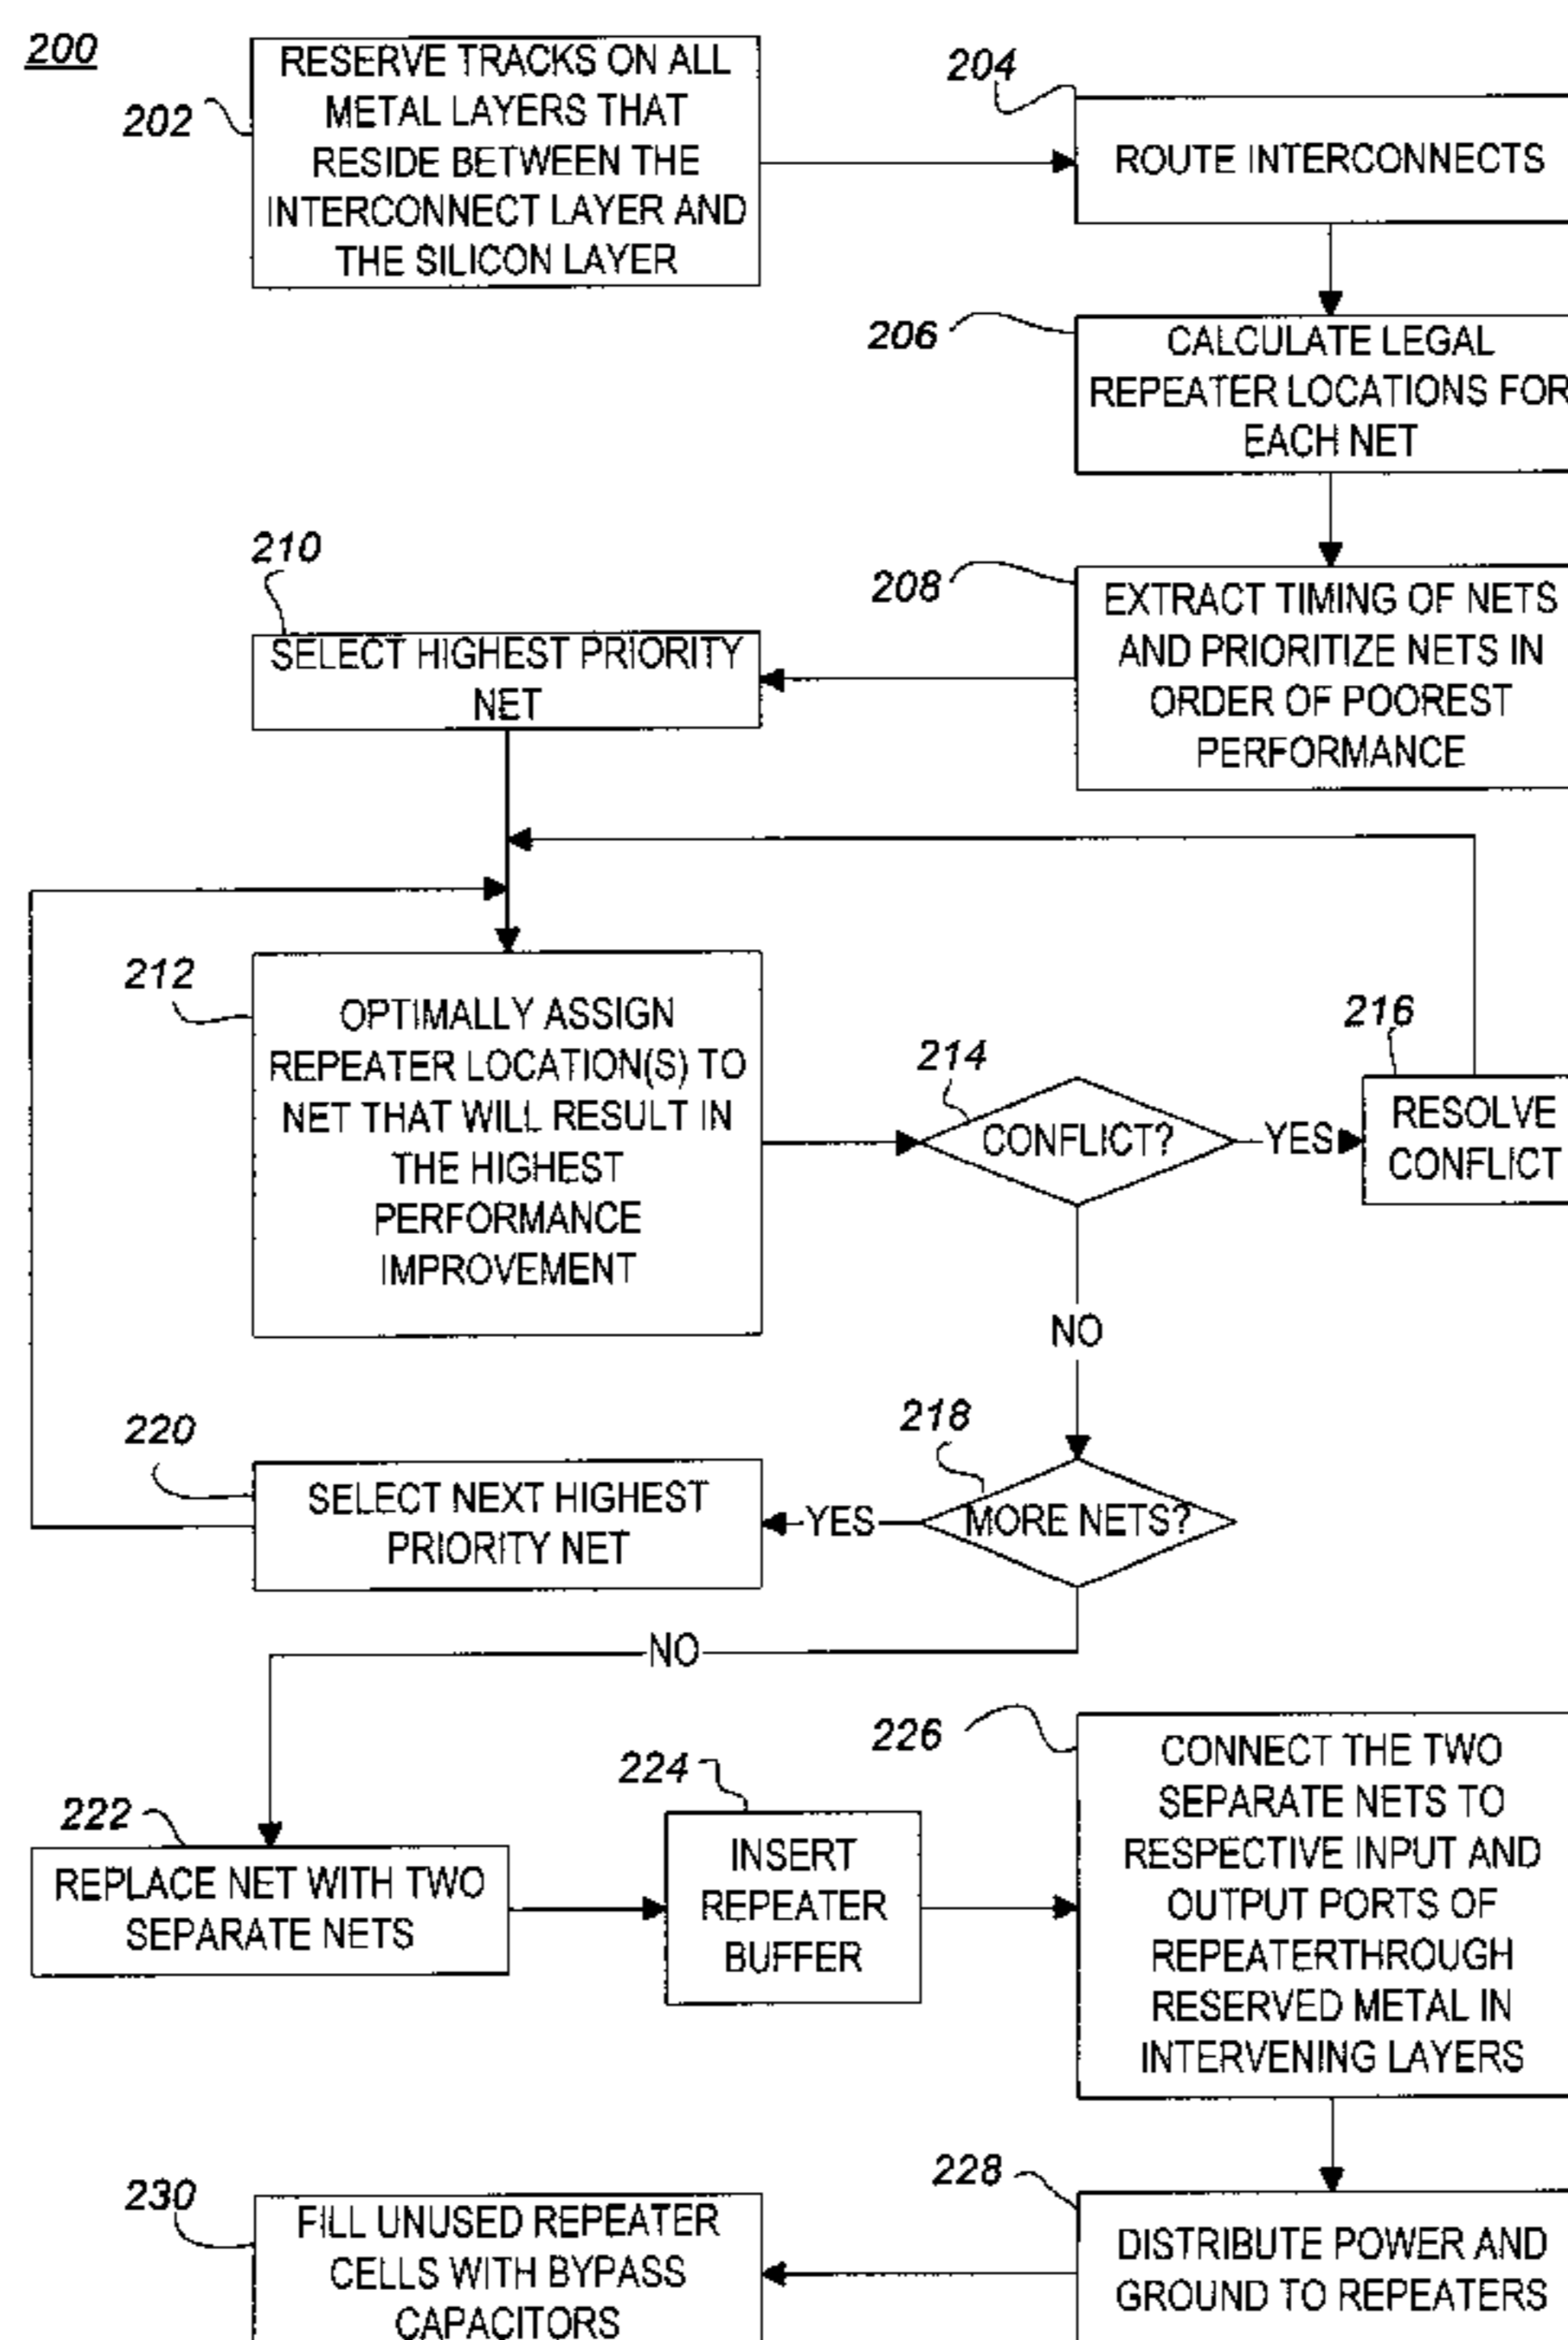 200
202
RESERVE TRACKS ON ALL
METAL LAYERS THAT
RESIDE BETWEEN THE
INTERCONNECT LAYER AND
THE SILICON LAYER
204
ROUTE INTERCONNECTS
206
CALCULATE LEGAL
REPEATER LOCATIONS FOR
EACH NET
208
EXTRACT TIMING OF NETS
AND PRIORITIZE NETS IN
ORDER OF POOREST
PERFORMANCE
210
SELECT HIGHEST PRIORITY
NET
212
OPTIMALLY ASSIGN
REPEATER LOCATION(S) TO
NET THAT WILL RESULT IN
THE HIGHEST
PERFORMANCE
IMPROVEMENT
214
CONFLICT?
YES
216
RESOLVE
CONFLICT
NO
218
MORE NETS?
YES
220
SELECT NEXT HIGHEST
PRIORITY NET
NO
222
REPLACE NET WITH TWO
SEPARATE NETS
224
INSERT
REPEATER
BUFFER
226
CONNECT THE TWO
SEPARATE NETS TO
RESPECTIVE INPUT AND
OUTPUT PORTS OF
REPEATERTHROUGH
RESERVED METAL IN
INTERVENING LAYERS
228
DISTRIBUTE POWER AND
GROUND TO REPEATERS
230
FILL UNUSED REPEATER
CELLS WITH BYPASS
CAPACITORS